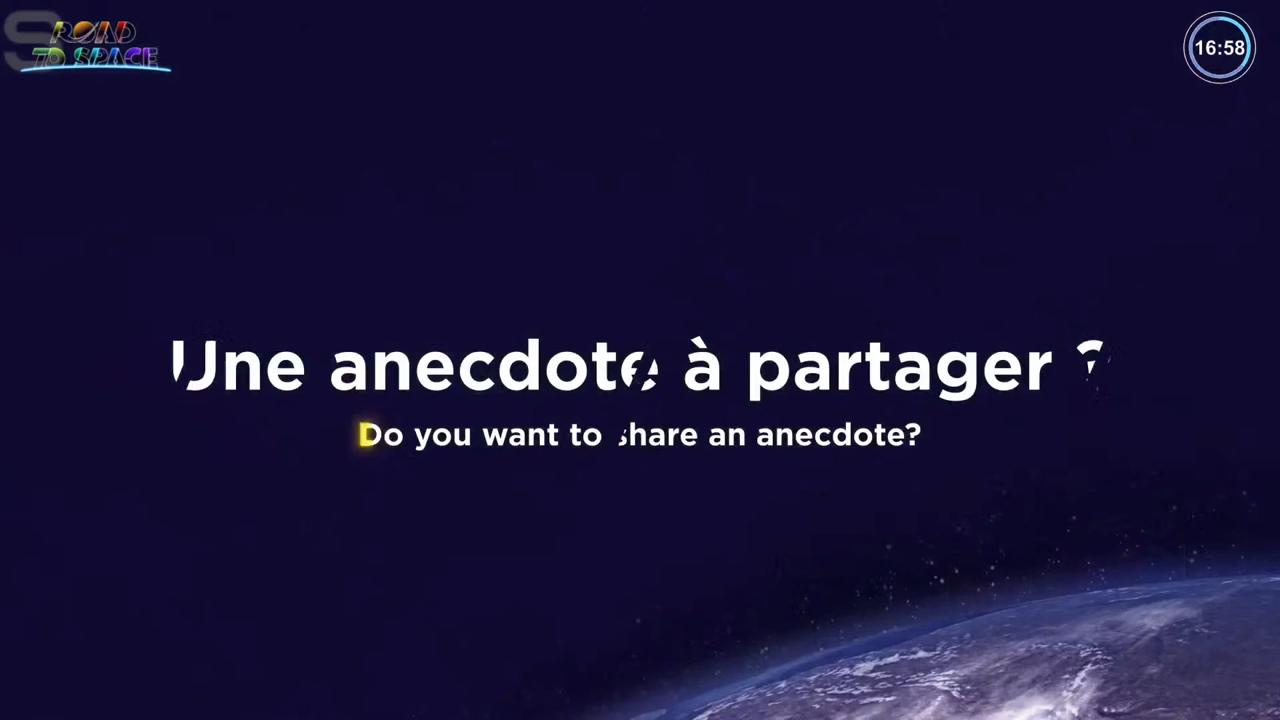 ROAD
TO SPACE
16:58
Une anecdote à partager ?
Do you want to share an anecdote?